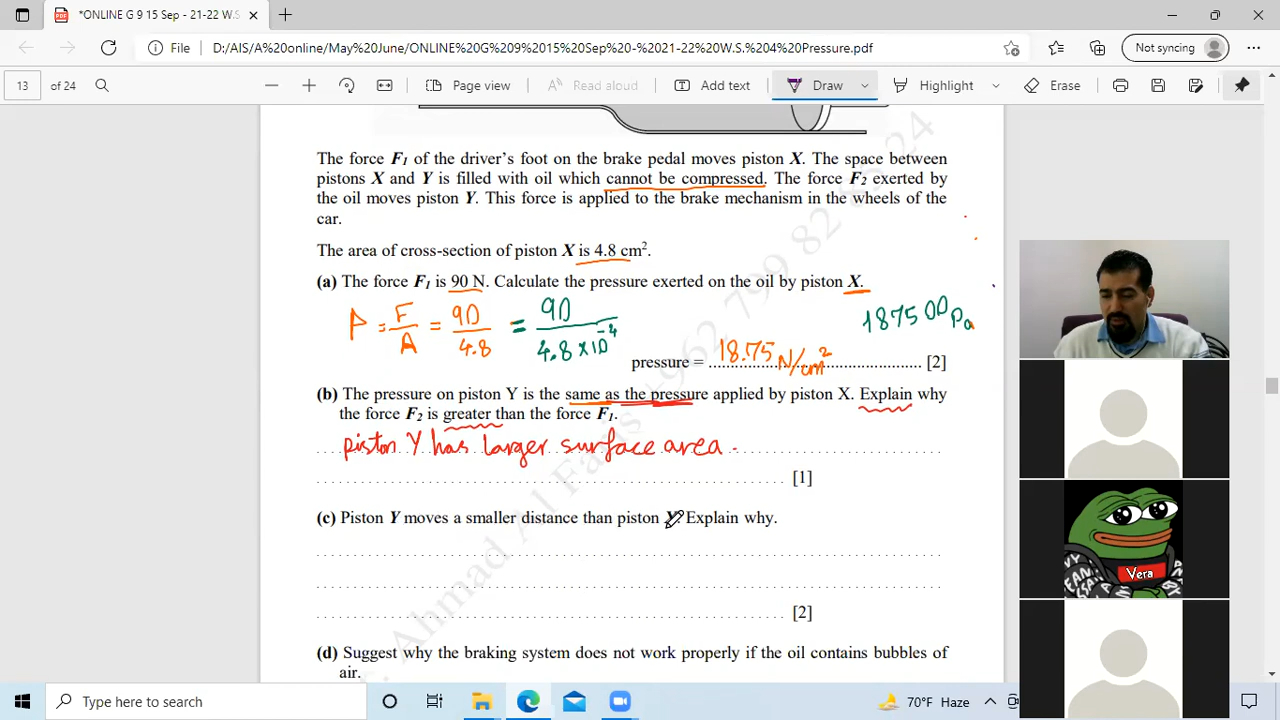 *ONLINE G 9 15 Sep - 21-22 W.S.
File D:/AIS/A%20online/May%20June/ONLINE%20G%209%2015%20Sep%20-%2021-22%20W.S.%204%20Pressure.pdf Not syncing
13 of 24 Page view Read aloud Add text Draw Highlight Erase
The force F1 of the driver's foot on the brake pedal moves piston X. The space between
pistons X and Y is filled with oil which cannot be compressed. The force F2 exerted by
the oil moves piston Y. This force is applied to the brake mechanism in the wheels of the
car.
The area of cross-section of piston X is 4.8 cm².
(a) The force F1 is 90 N. Calculate the pressure exerted on the oil by piston X.
P = F/A = 90/4.8 = 90/4.8×10⁻⁴ 187500 Pa
pressure = 18.75 N/cm² [2]
(b) The pressure on piston Y is the same as the pressure applied by piston X. Explain why
the force F2 is greater than the force F1.
piston Y has larger surface area.
[1]
(c) Piston Y moves a smaller distance than piston Explain why.
[2]
(d) Suggest why the braking system does not work properly if the oil contains bubbles of
air.
Vera
Type here to search 70°F Haze